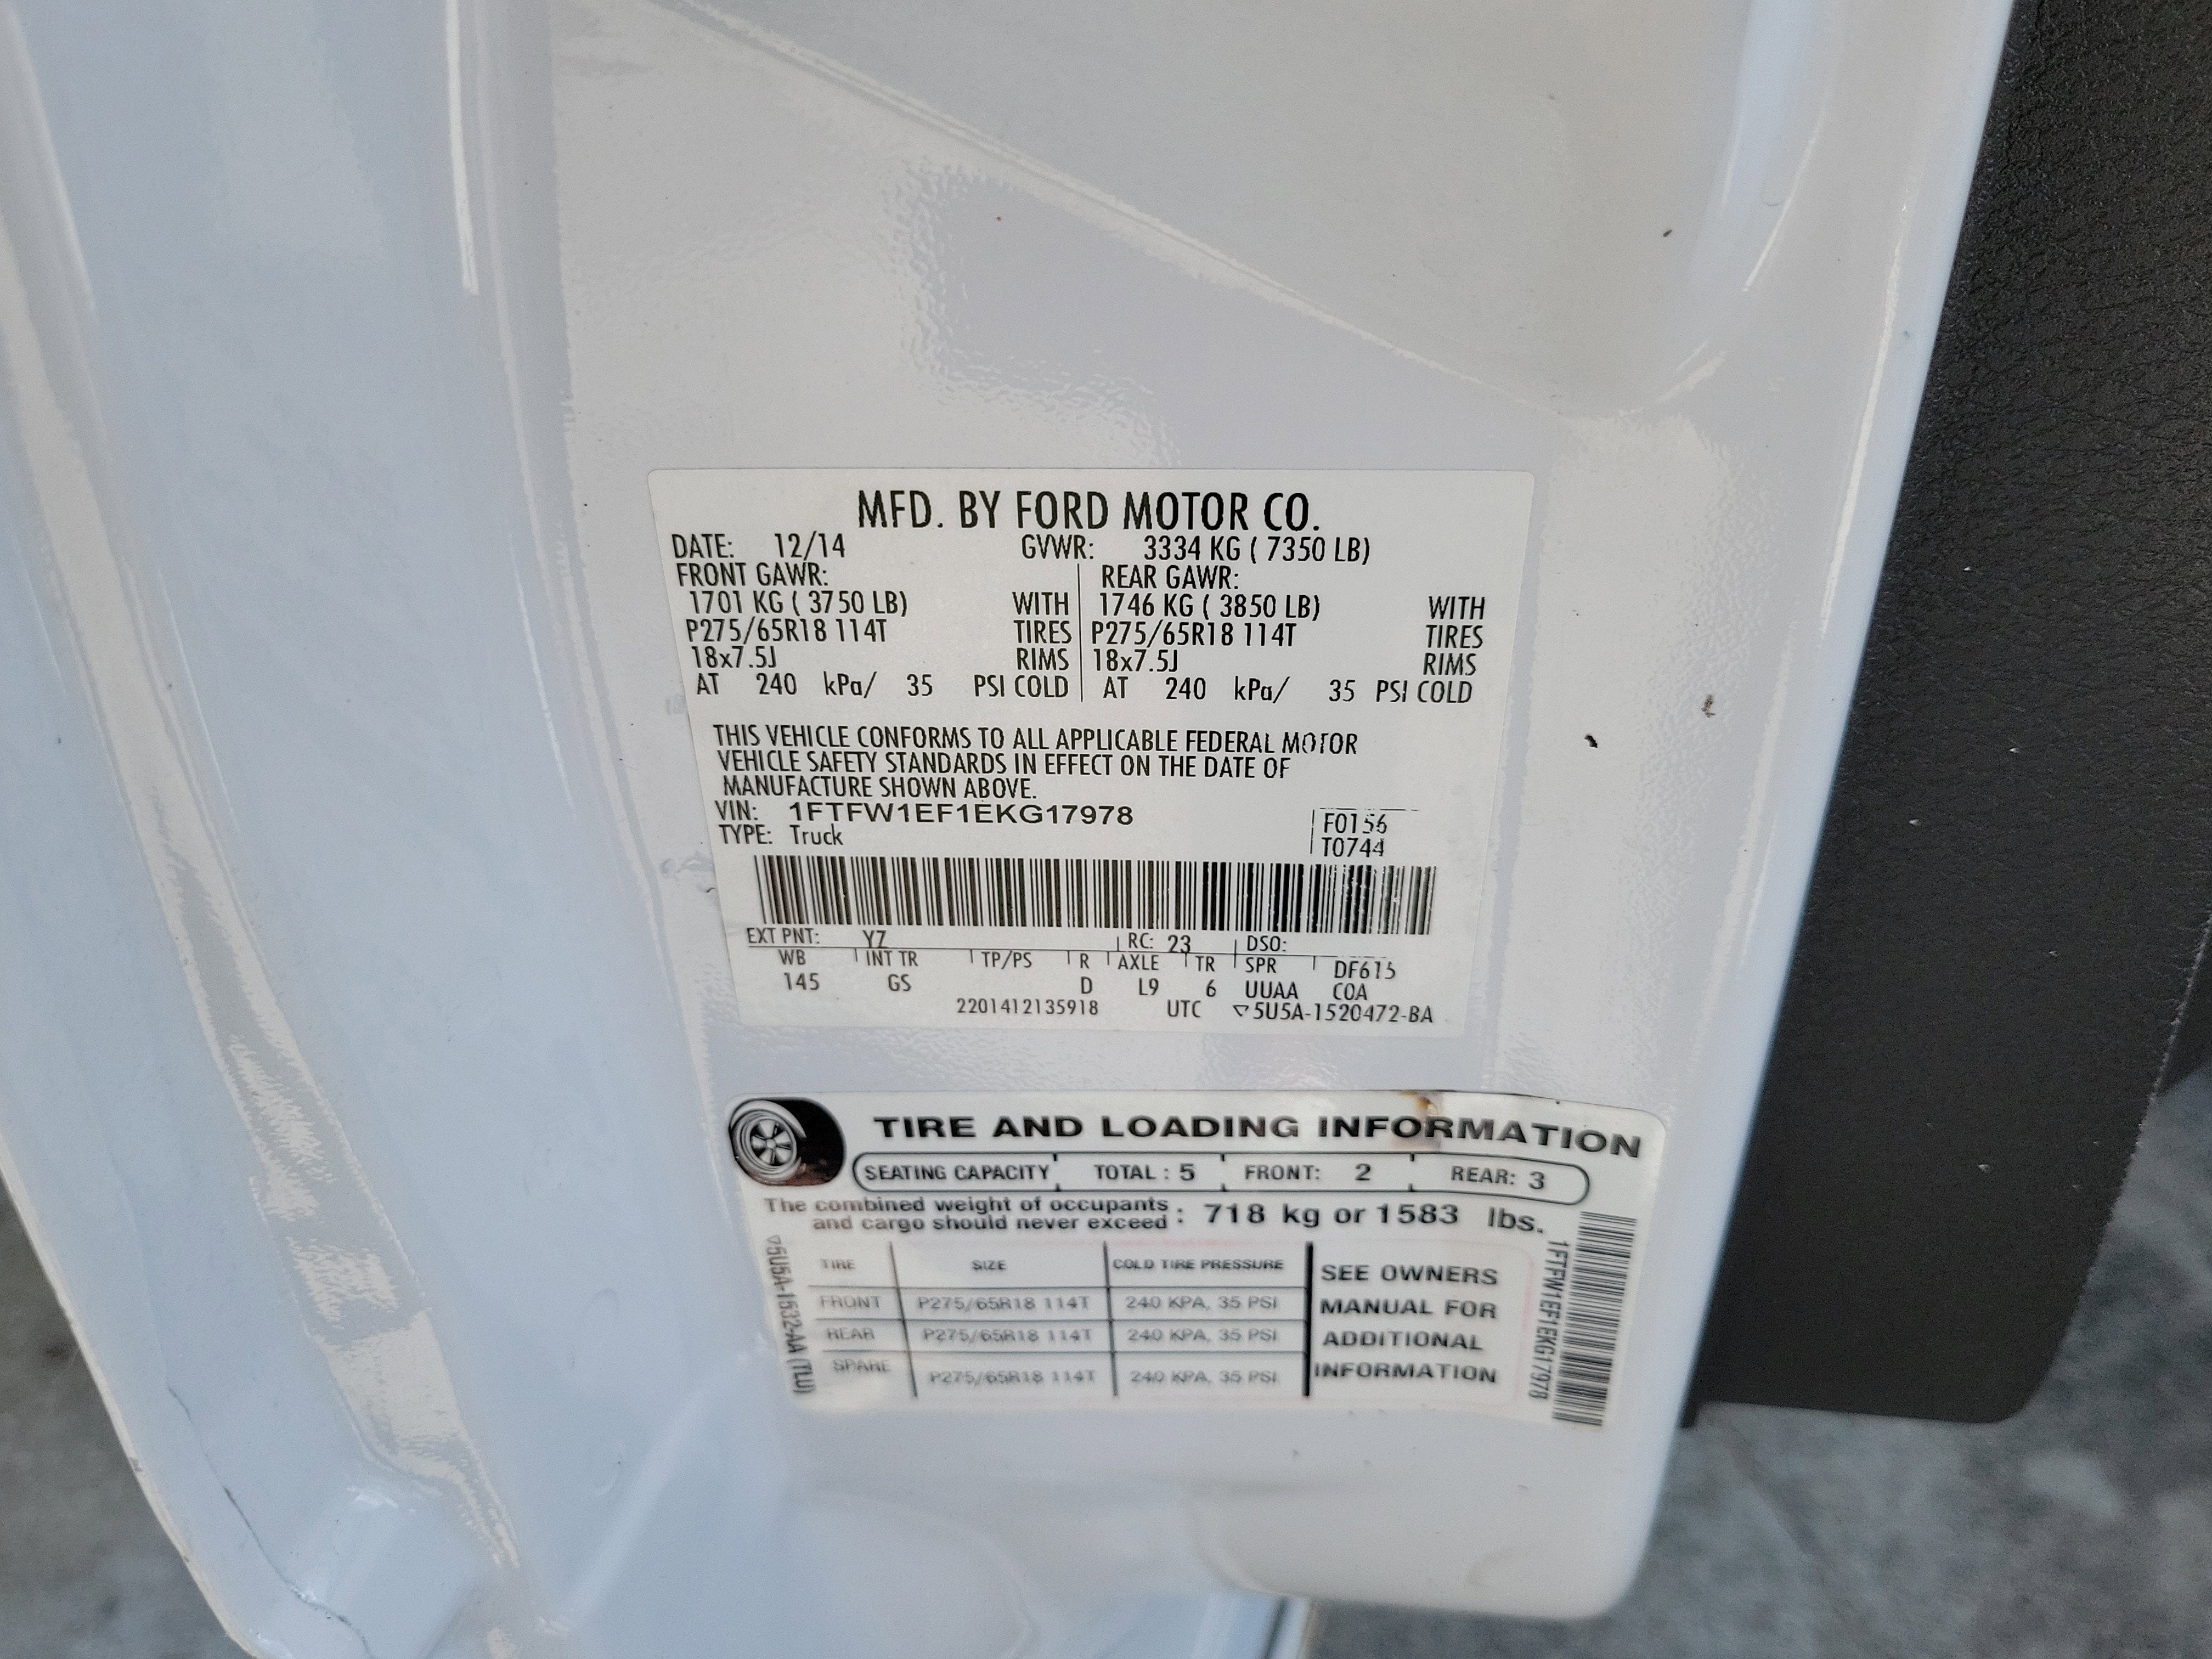 MFD. BY FORD MOTOR CO.
DATE: 12/14 GVWR: 3334 KG ( 7350 LB)
FRONT GAWR: REAR GAWR:
1701 KG ( 3750 LB) WITH 1746 KG ( 3850 LB) WITH
P275/65R18 114T TIRES P275/65R18 114T TIRES
18x7.5J RIMS 18x7.5J RIMS
AT 240 kPa/ 35 PSI COLD AT 240 kPa/ 35 PSI COLD
THIS VEHICLE CONFORMS TO ALL APPLICABLE FEDERAL MOTOR
VEHICLE SAFETY STANDARDS IN EFFECT ON THE DATE OF
MANUFACTURE SHOWN ABOVE.
VIN: 1FTFW1EF1EKG17978 F0156
TYPE: Truck T0744
EXT PNT: YZ RC: 23 DSO:
WB INT TR TP/PS R AXLE TR SPR DF615
145 GS D L9 6 UUAA COA
2201412135918 UTC ▽5U5A-1520472-BA
TIRE AND LOADING INFORMATION
SEATING CAPACITY TOTAL : 5 FRONT: 2 REAR: 3
The combined weight of occupants
and cargo should never exceed : 718 kg or 1583 lbs.
TIRE SIZE COLD TIRE PRESSURE SEE OWNERS
FRONT P275/65R18 114T 240 KPA, 35 PSI MANUAL FOR
REAR P275/65R18 114T 240 KPA, 35 PSI ADDITIONAL
SPARE P275/65R18 114T 240 KPA, 35 PSI INFORMATION
▽5U5A-1532-AA (TLU)
1FTFW1EF1EKG17978